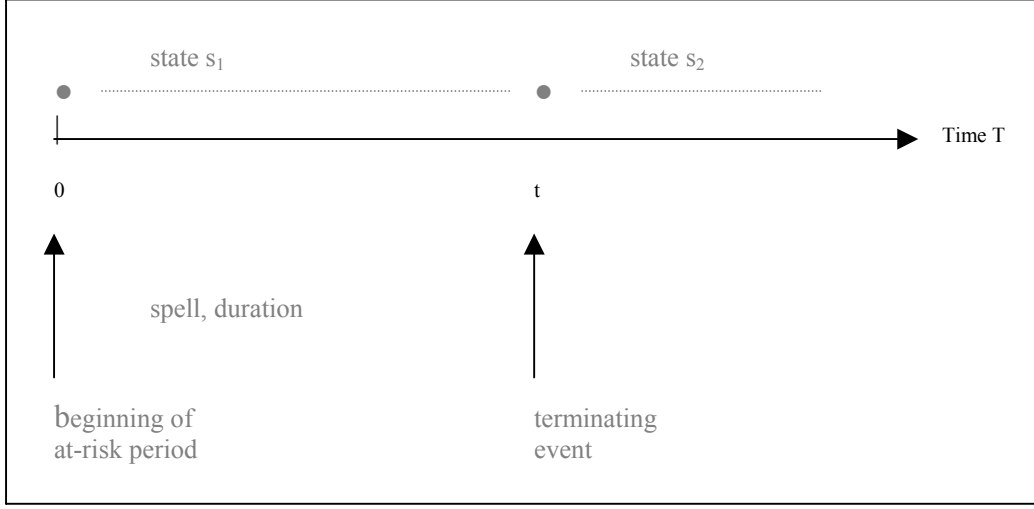 state s₁
state s₂
Time T
0
t
spell, duration
beginning of
at-risk period
terminating
event